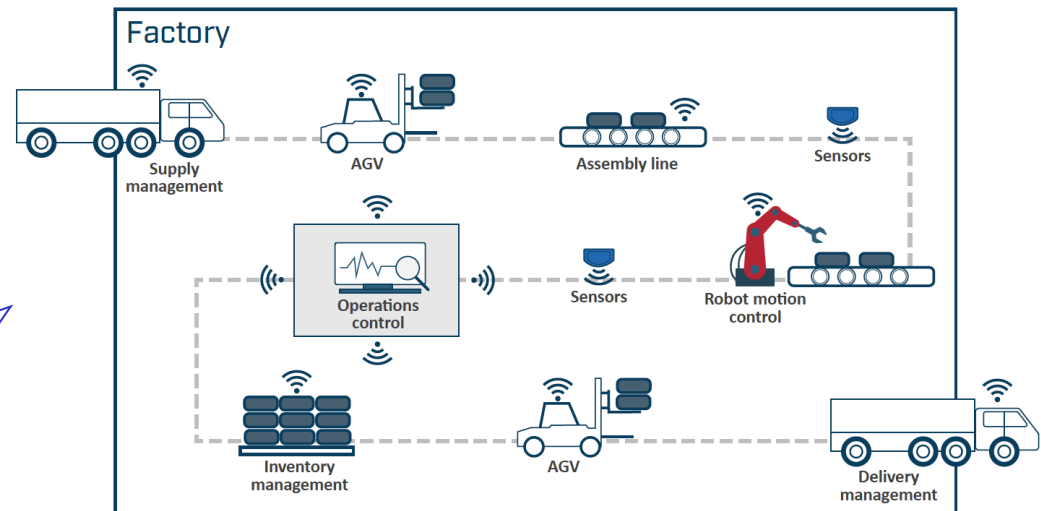 Factory
Supply
management
AGV
Assembly line
Sensors
Operations
control
Sensors
Robot motion
control
Inventory
management
AGV
Delivery
management